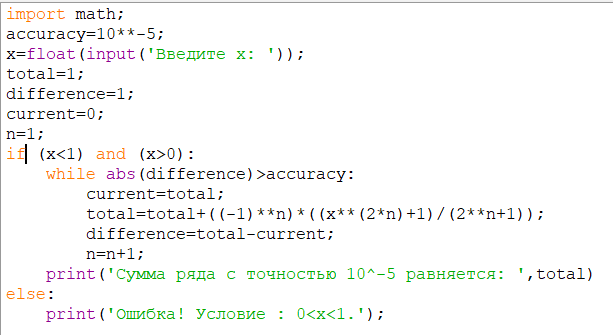 import math;
accuracy=10**-5;
x=float(input('Введите x: '));
total=1;
difference=1;
current=0;
n=1;
if (x<1) and (x>0):
    while abs(difference)>accuracy:
        current=total;
        total=total+((-1)**n)*((x**(2*n)+1)/(2**n+1));
        difference=total-current;
        n=n+1;
    print('Сумма ряда с точностью 10^-5 равняется: ',total)
else:
    print('Ошибка! Условие : 0<x<1.');